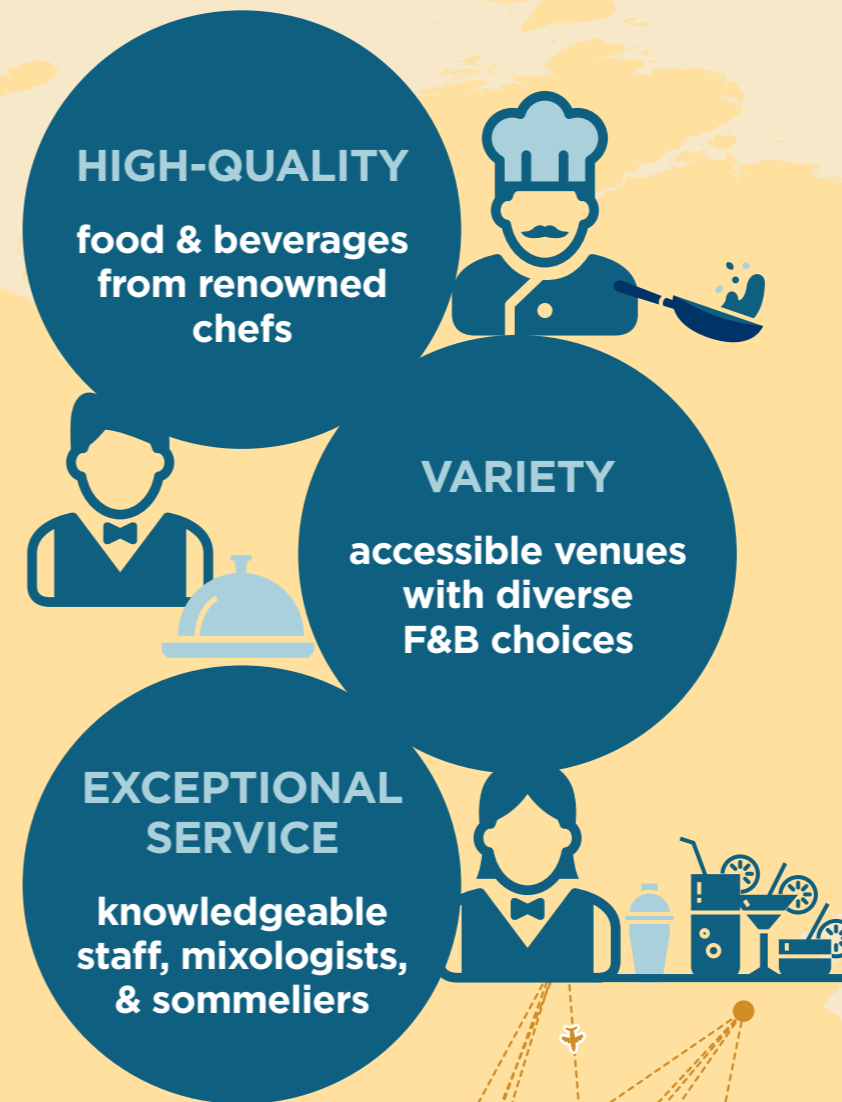 HIGH-QUALITY
food & beverages
from renowned
chefs
VARIETY
accessible venues
with diverse
F&B choices
EXCEPTIONAL
SERVICE
knowledgeable
staff, mixologists,
& sommeliers